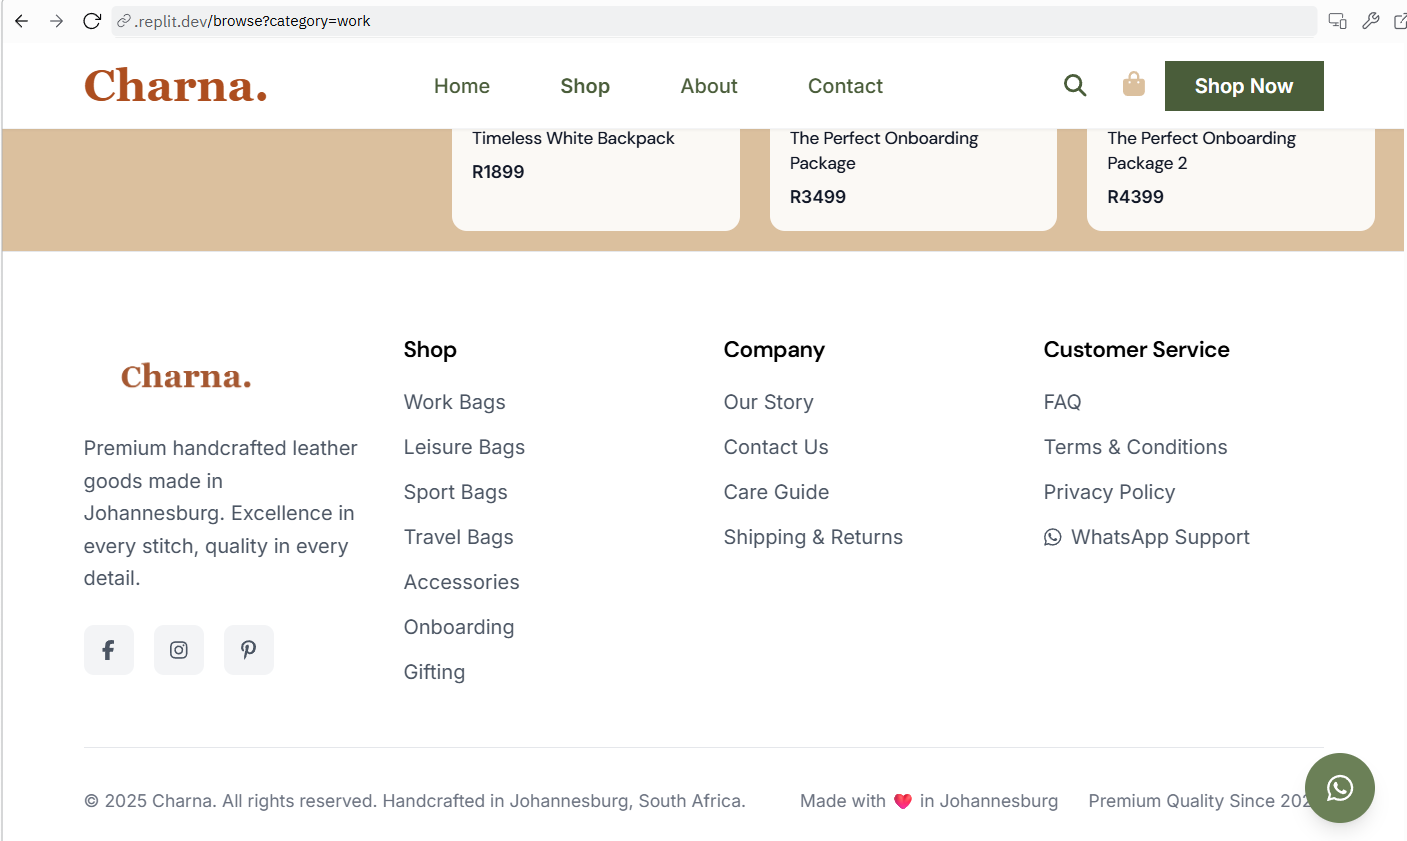 .replit.dev/browse?category=work
Charna.
Home
Shop
About
Contact
Shop Now
Timeless White Backpack
R1899
The Perfect Onboarding
Package
R3499
The Perfect Onboarding
Package 2
R4399
Charna.
Premium handcrafted leather
goods made in
Johannesburg. Excellence in
every stitch, quality in every
detail.
Shop
Work Bags
Leisure Bags
Sport Bags
Travel Bags
Accessories
Onboarding
Gifting
Company
Our Story
Contact Us
Care Guide
Shipping & Returns
Customer Service
FAQ
Terms & Conditions
Privacy Policy
WhatsApp Support
© 2025 Charna. All rights reserved. Handcrafted in Johannesburg, South Africa.
Made with ❤️ in Johannesburg
Premium Quality Since